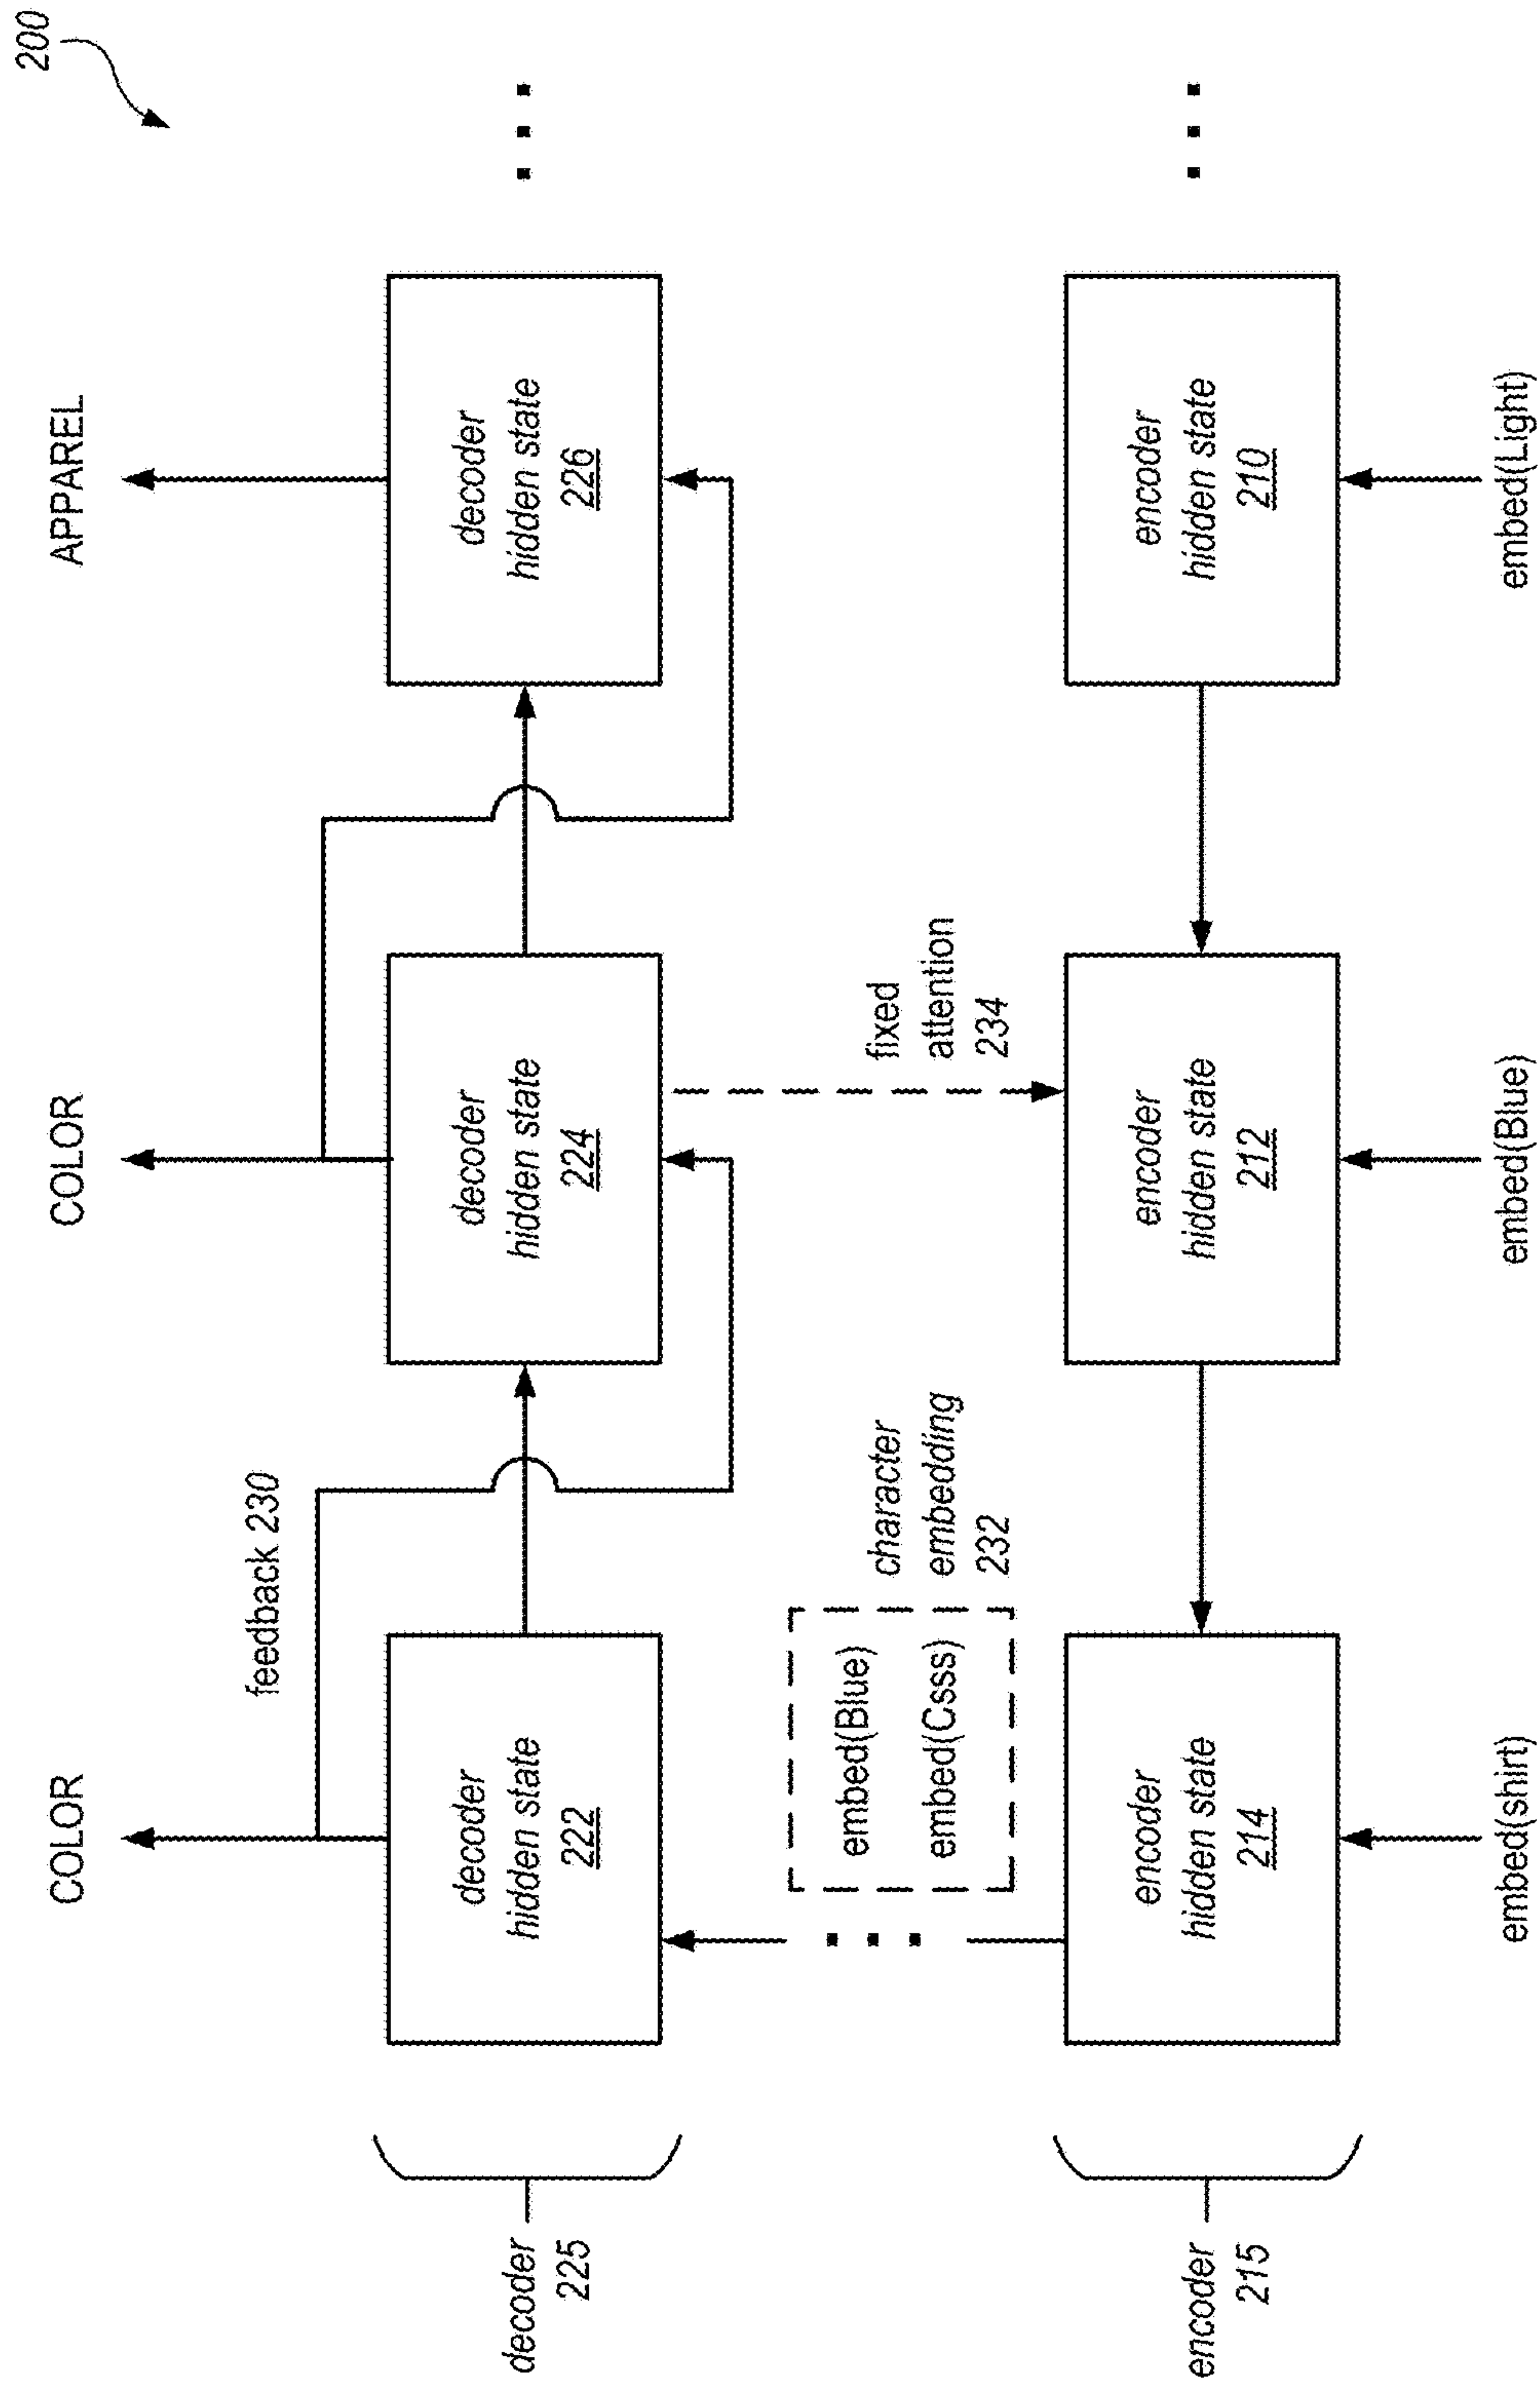 200
COLOR
COLOR
APPAREL
feedback 230
decoder
225
decoder
hidden state
222
decoder
hidden state
224
decoder
hidden state
226
embed(Blue)
embed(Csss)
character
embedding
232
fixed
attention
234
encoder
215
encoder
hidden state
214
encoder
hidden state
212
encoder
hidden state
210
embed(shirt)
embed(Blue)
embed(Light)